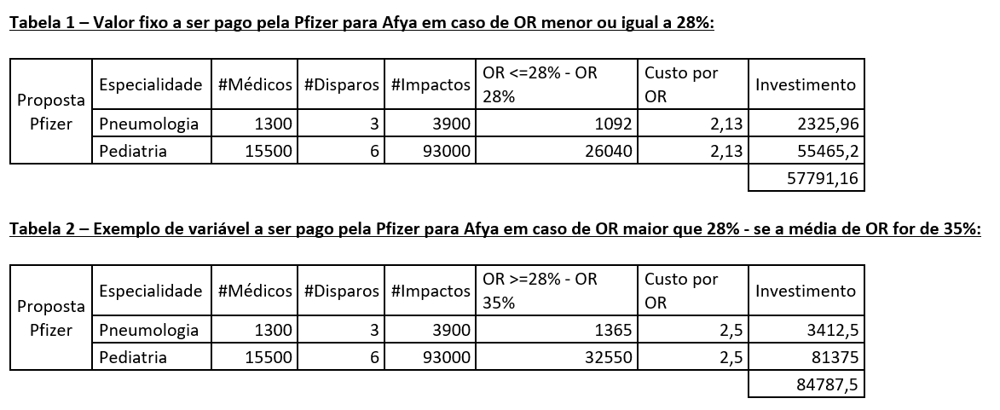 Tabela 1 – Valor fixo a ser pago pela Pfizer para Afya em caso de OR menor ou igual a 28%:
Proposta Pfizer
Especialidade #Médicos #Disparos #Impactos OR <=28% - OR 28% Custo por OR Investimento
Pneumologia 1300 3 3900 1092 2,13 2325,96
Pediatria 15500 6 93000 26040 2,13 55465,2
57791,16
Tabela 2 – Exemplo de variável a ser pago pela Pfizer para Afya em caso de OR maior que 28% - se a média de OR for de 35%:
Proposta Pfizer
Especialidade #Médicos #Disparos #Impactos OR >=28% - OR 35% Custo por OR Investimento
Pneumologia 1300 3 3900 1365 2,5 3412,5
Pediatria 15500 6 93000 32550 2,5 81375
84787,5